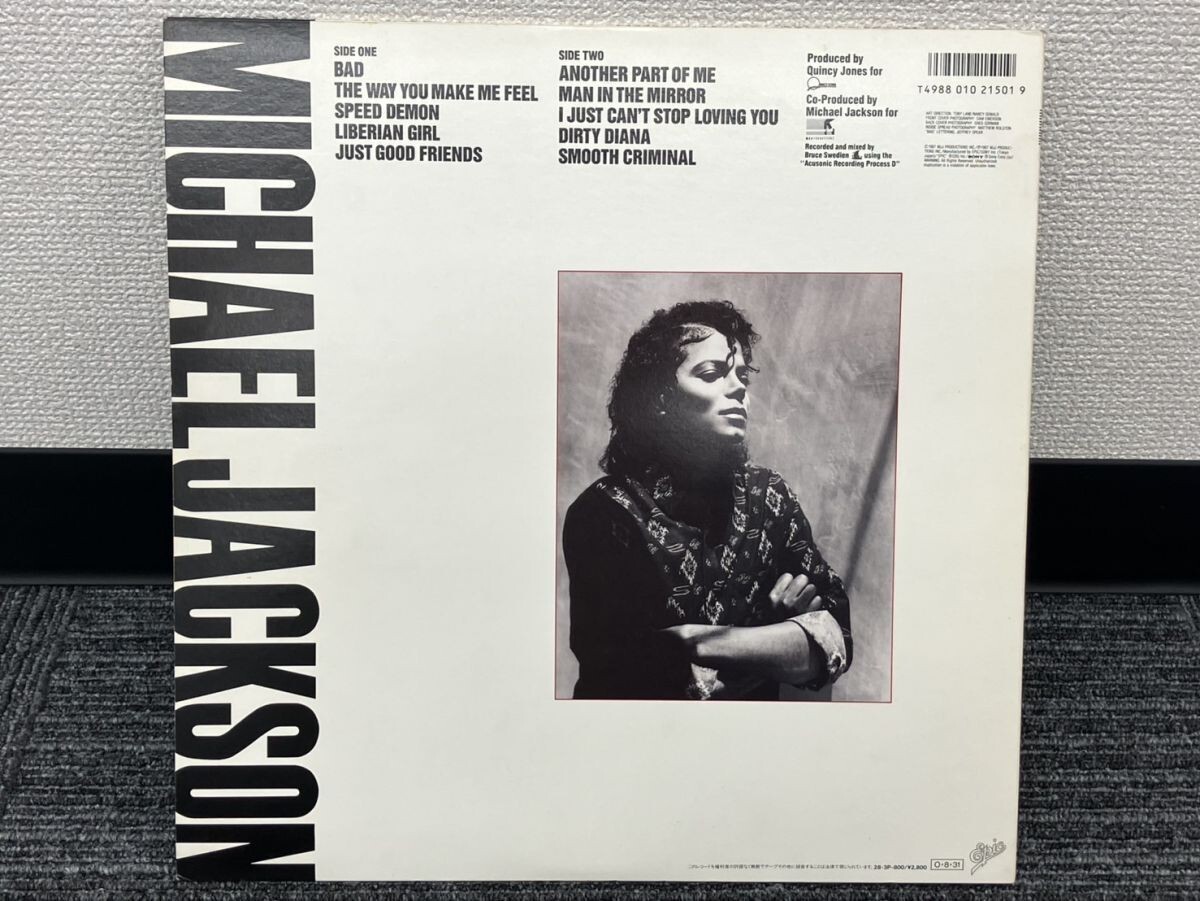 MICHAEL JACKSON
SIDE ONE
BAD
THE WAY YOU MAKE ME FEEL
SPEED DEMON
LIBERIAN GIRL
JUST GOOD FRIENDS
SIDE TWO
ANOTHER PART OF ME
MAN IN THE MIRROR
I JUST CAN'T STOP LOVING YOU
DIRTY DIANA
SMOOTH CRIMINAL
Produced by
Quincy Jones for
Co-Produced by
Michael Jackson for
Recorded and mixed by
Bruce Swedien using the
"Acusonic Recording Process D"
T4988 010 21501 9
28·3P-800/¥2,800
O·8·31
Epic